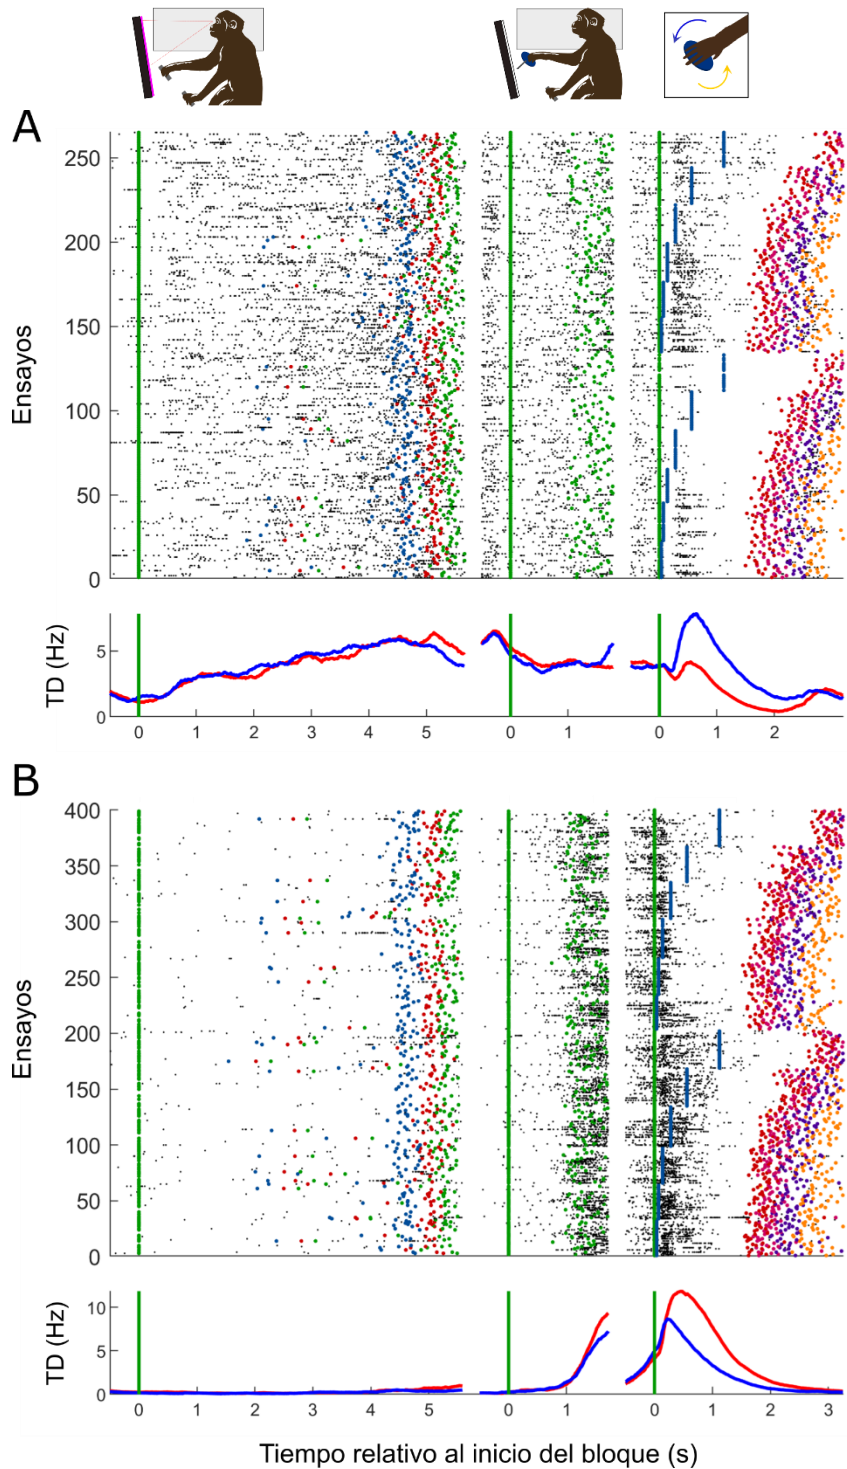 A
250
200
150
100
50
0
Ensayos
5
0
TD (Hz)
0 1 2 3 4 5 0 1 0 1 2
B
400
350
300
250
200
150
100
50
0
Ensayos
10
5
0
TD (Hz)
0 1 2 3 4 5 0 1 0 1 2 3
Tiempo relativo al inicio del bloque (s)